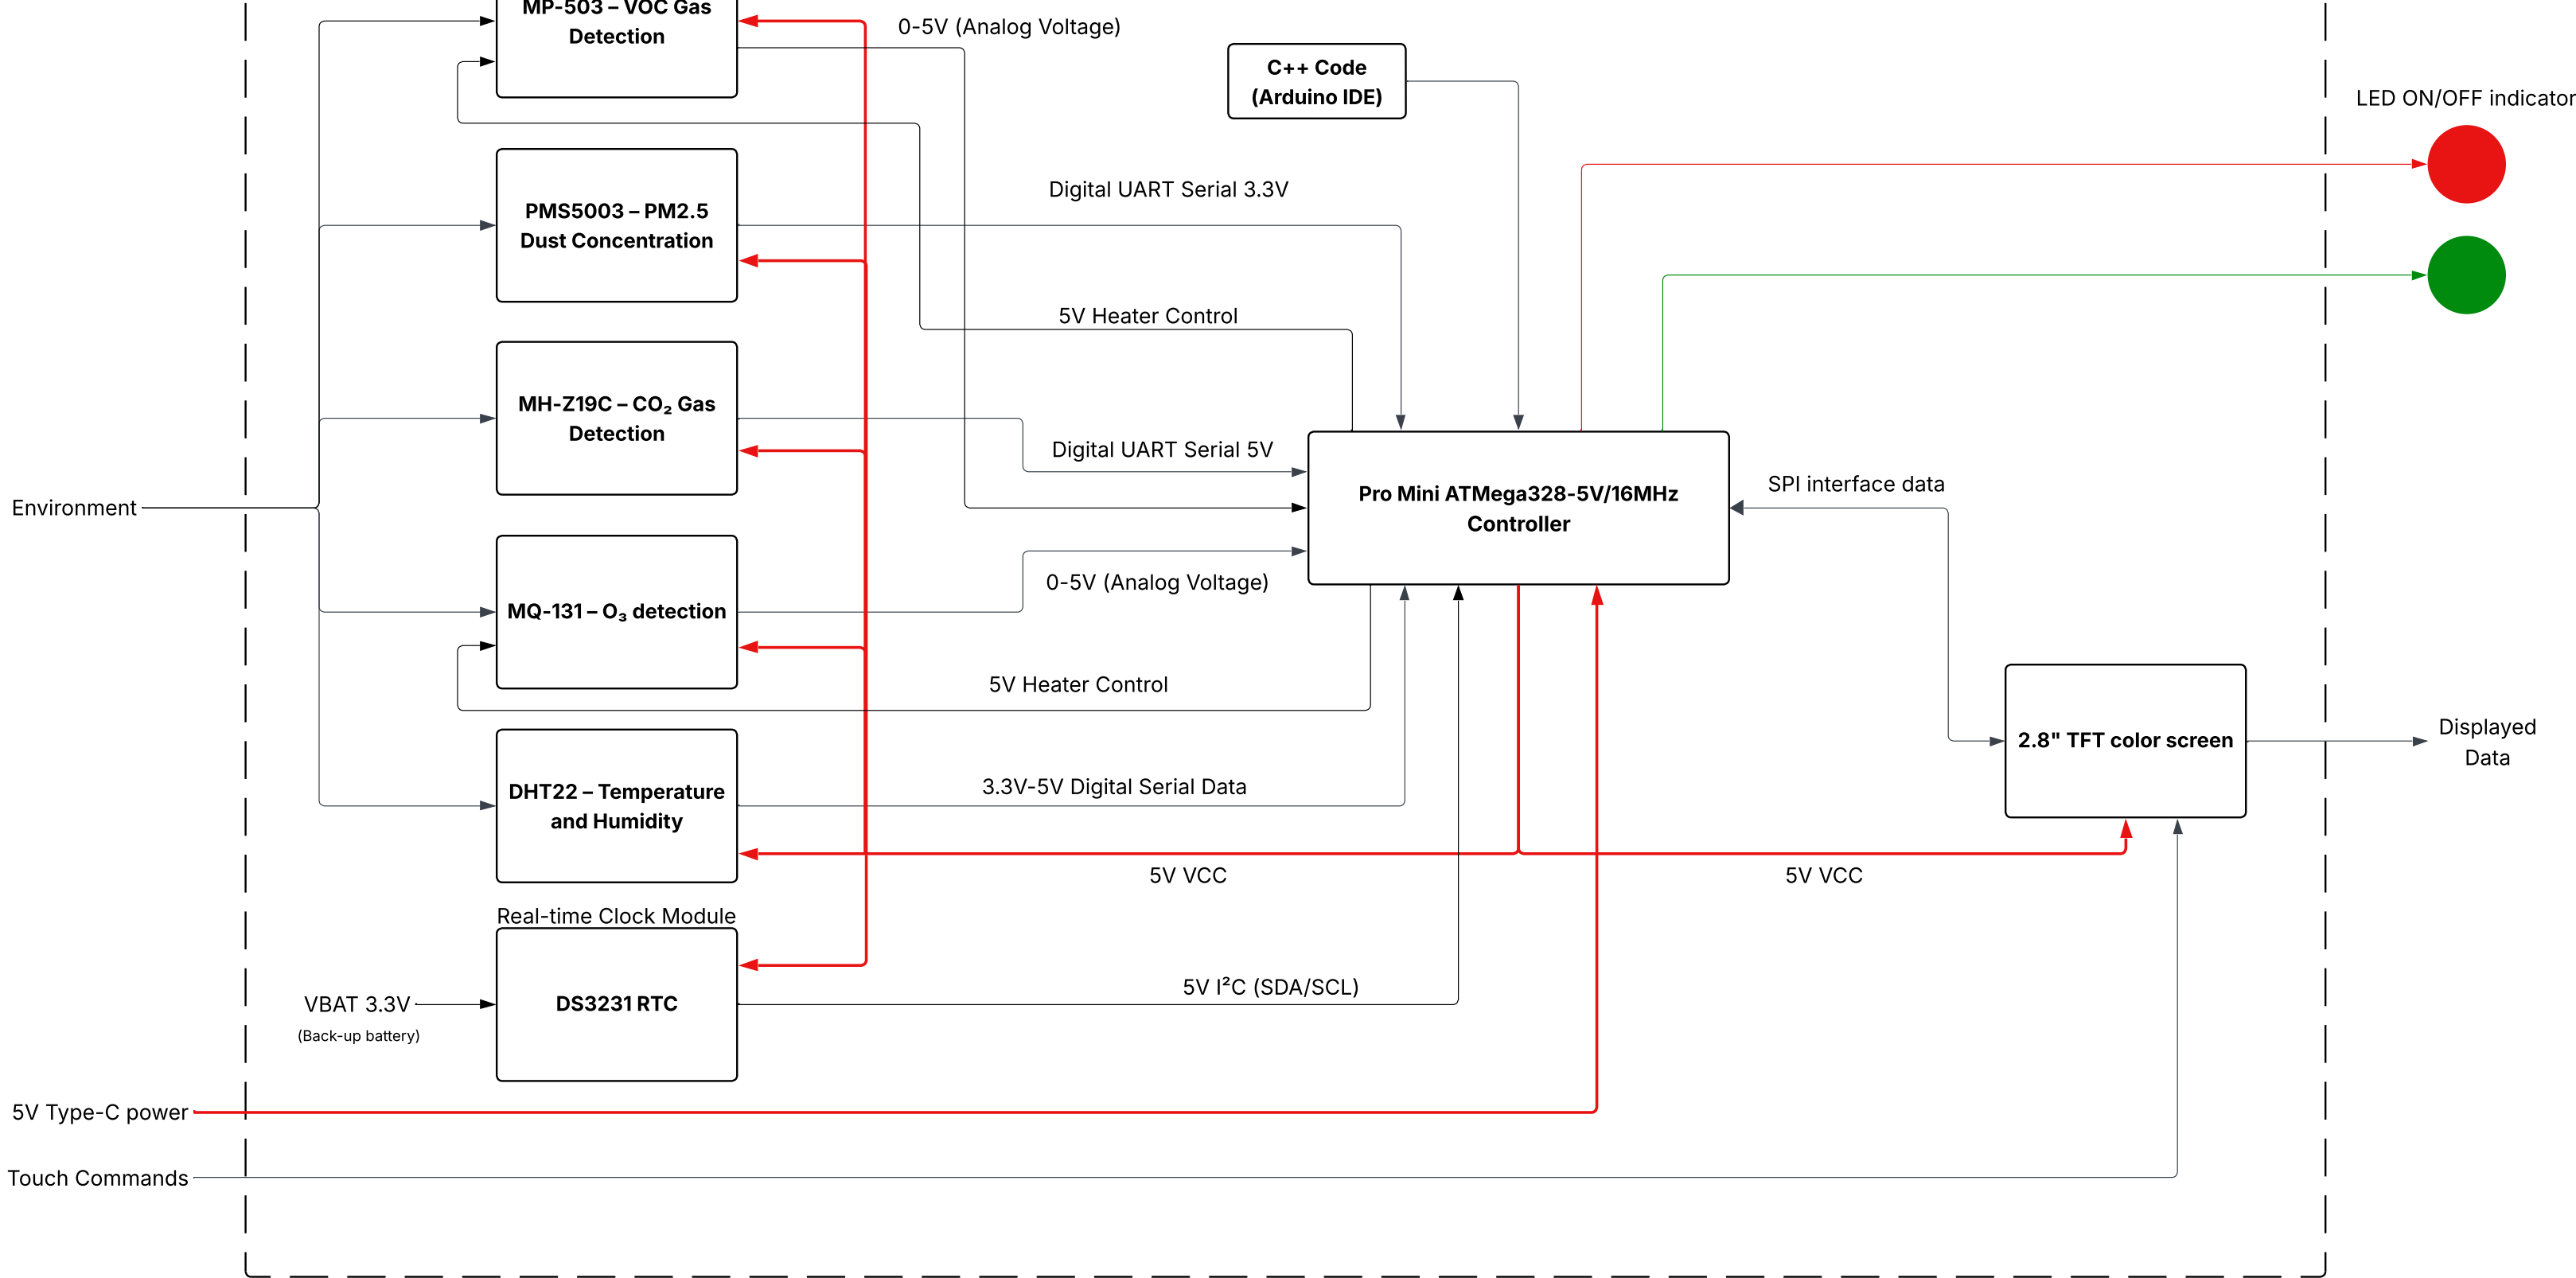 MP-503 – VOC Gas
Detection
0-5V (Analog Voltage)
C++ Code
(Arduino IDE)
LED ON/OFF indicator
PMS5003 – PM2.5
Dust Concentration
Digital UART Serial 3.3V
5V Heater Control
MH-Z19C – CO₂ Gas
Detection
Digital UART Serial 5V
Pro Mini ATMega328-5V/16MHz
Controller
SPI interface data
Environment
MQ-131 – O₃ detection
0-5V (Analog Voltage)
5V Heater Control
2.8" TFT color screen
Displayed
Data
DHT22 – Temperature
and Humidity
3.3V-5V Digital Serial Data
5V VCC
5V VCC
Real-time Clock Module
DS3231 RTC
VBAT 3.3V
(Back-up battery)
5V I²C (SDA/SCL)
5V Type-C power
Touch Commands